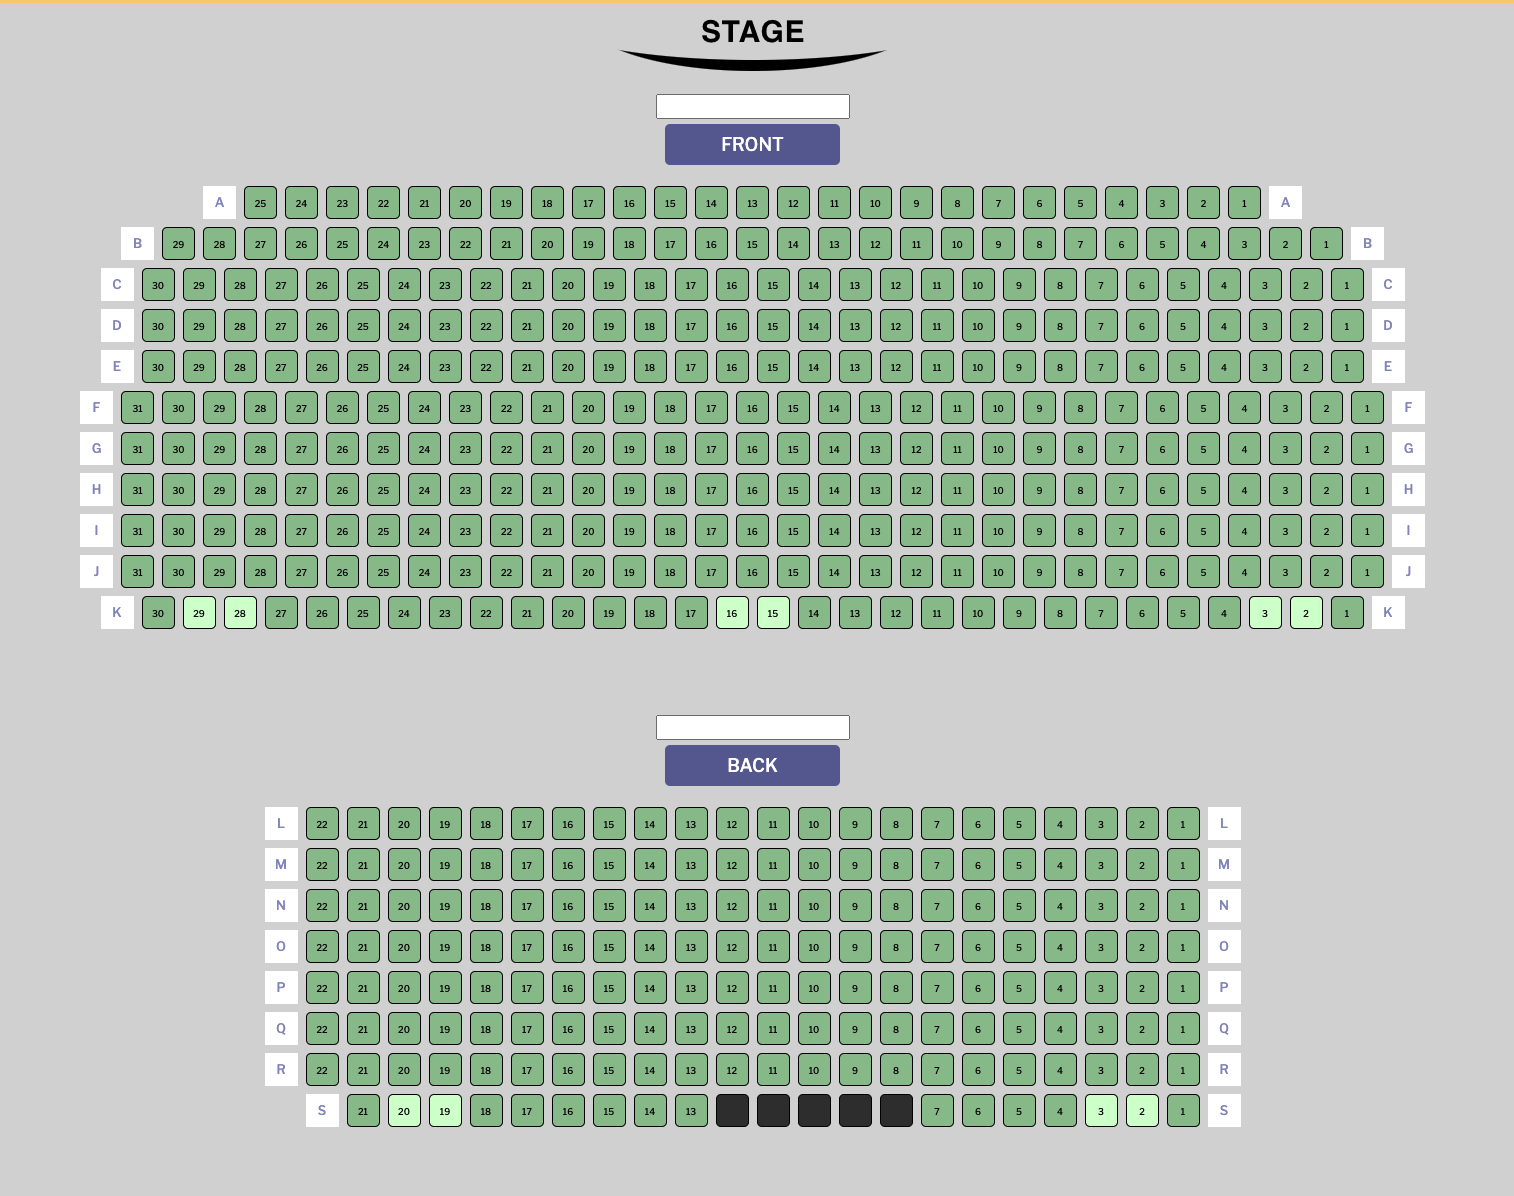 STAGE
FRONT
A 25 24 23 22 21 20 19 18 17 16 15 14 13 12 11 10 9 8 7 6 5 4 3 2 1 A
B 29 28 27 26 25 24 23 22 21 20 19 18 17 16 15 14 13 12 11 10 9 8 7 6 5 4 3 2 1 B
C 30 29 28 27 26 25 24 23 22 21 20 19 18 17 16 15 14 13 12 11 10 9 8 7 6 5 4 3 2 1 C
D 30 29 28 27 26 25 24 23 22 21 20 19 18 17 16 15 14 13 12 11 10 9 8 7 6 5 4 3 2 1 D
E 30 29 28 27 26 25 24 23 22 21 20 19 18 17 16 15 14 13 12 11 10 9 8 7 6 5 4 3 2 1 E
F 31 30 29 28 27 26 25 24 23 22 21 20 19 18 17 16 15 14 13 12 11 10 9 8 7 6 5 4 3 2 1 F
G 31 30 29 28 27 26 25 24 23 22 21 20 19 18 17 16 15 14 13 12 11 10 9 8 7 6 5 4 3 2 1 G
H 31 30 29 28 27 26 25 24 23 22 21 20 19 18 17 16 15 14 13 12 11 10 9 8 7 6 5 4 3 2 1 H
I 31 30 29 28 27 26 25 24 23 22 21 20 19 18 17 16 15 14 13 12 11 10 9 8 7 6 5 4 3 2 1 I
J 31 30 29 28 27 26 25 24 23 22 21 20 19 18 17 16 15 14 13 12 11 10 9 8 7 6 5 4 3 2 1 J
K 30 29 28 27 26 25 24 23 22 21 20 19 18 17 16 15 14 13 12 11 10 9 8 7 6 5 4 3 2 1 K
BACK
L 22 21 20 19 18 17 16 15 14 13 12 11 10 9 8 7 6 5 4 3 2 1 L
M 22 21 20 19 18 17 16 15 14 13 12 11 10 9 8 7 6 5 4 3 2 1 M
N 22 21 20 19 18 17 16 15 14 13 12 11 10 9 8 7 6 5 4 3 2 1 N
O 22 21 20 19 18 17 16 15 14 13 12 11 10 9 8 7 6 5 4 3 2 1 O
P 22 21 20 19 18 17 16 15 14 13 12 11 10 9 8 7 6 5 4 3 2 1 P
Q 22 21 20 19 18 17 16 15 14 13 12 11 10 9 8 7 6 5 4 3 2 1 Q
R 22 21 20 19 18 17 16 15 14 13 12 11 10 9 8 7 6 5 4 3 2 1 R
S 21 20 19 18 17 16 15 14 13 7 6 5 4 3 2 1 S